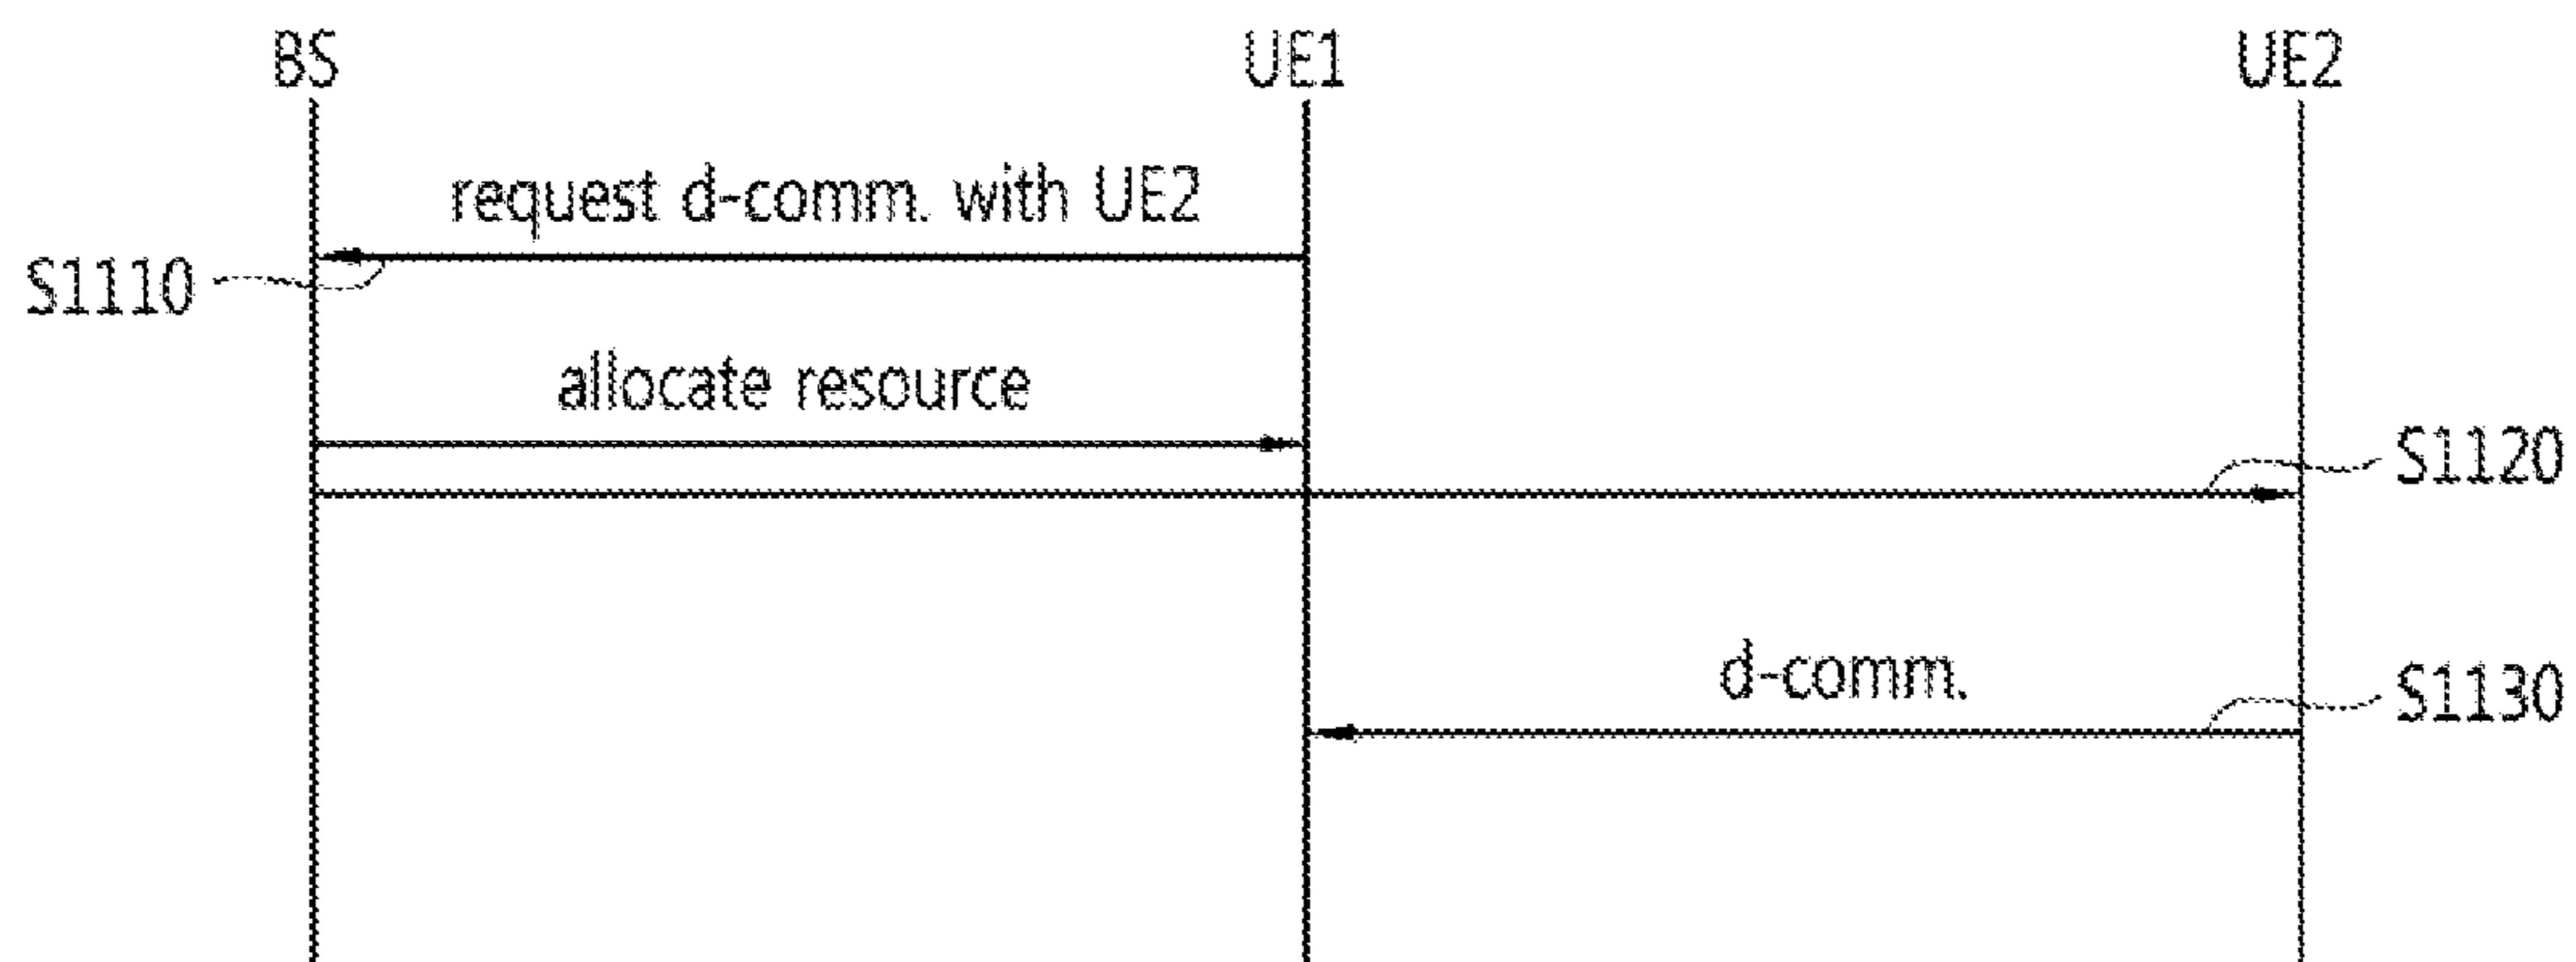 BS UE1 UE2
request d-comm. with UE2
S1110
allocate resource
S1120
d-comm.
S1130